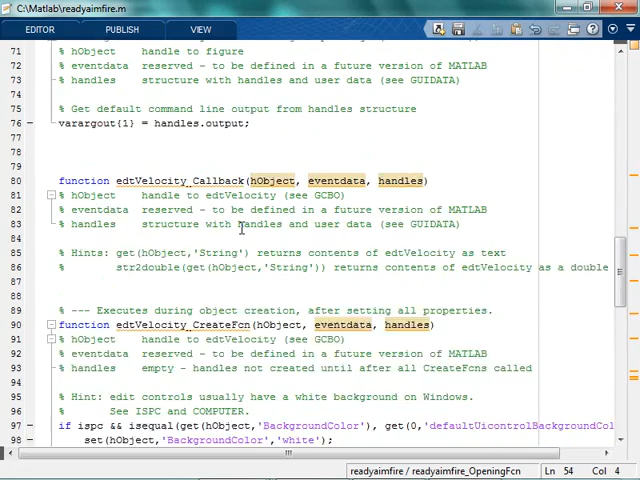 C:\Matlab\readyaimfire.m
EDITOR PUBLISH VIEW
71 % hObject    handle to figure
72 % eventdata  reserved - to be defined in a future version of MATLAB
73 % handles    structure with handles and user data (see GUIDATA)
74
75 % Get default command line output from handles structure
76 varargout{1} = handles.output;
77
78
79
80 function edtVelocity_Callback(hObject, eventdata, handles)
81 % hObject    handle to edtVelocity (see GCBO)
82 % eventdata  reserved - to be defined in a future version of MATLAB
83 % handles    structure with handles and user data (see GUIDATA)
84
85 % Hints: get(hObject,'String') returns contents of edtVelocity as text
86 %        str2double(get(hObject,'String')) returns contents of edtVelocity as a double
87
88
89 % --- Executes during object creation, after setting all properties.
90 function edtVelocity_CreateFcn(hObject, eventdata, handles)
91 % hObject    handle to edtVelocity (see GCBO)
92 % eventdata  reserved - to be defined in a future version of MATLAB
93 % handles    empty - handles not created until after all CreateFcns called
94
95 % Hint: edit controls usually have a white background on Windows.
96 %       See ISPC and COMPUTER.
97 if ispc && isequal(get(hObject,'BackgroundColor'), get(0,'defaultUicontrolBackgroundCol
98 set(hObject,'BackgroundColor','white');
readyaimfire / readyaimfire_OpeningFcn Ln 54 Col 4